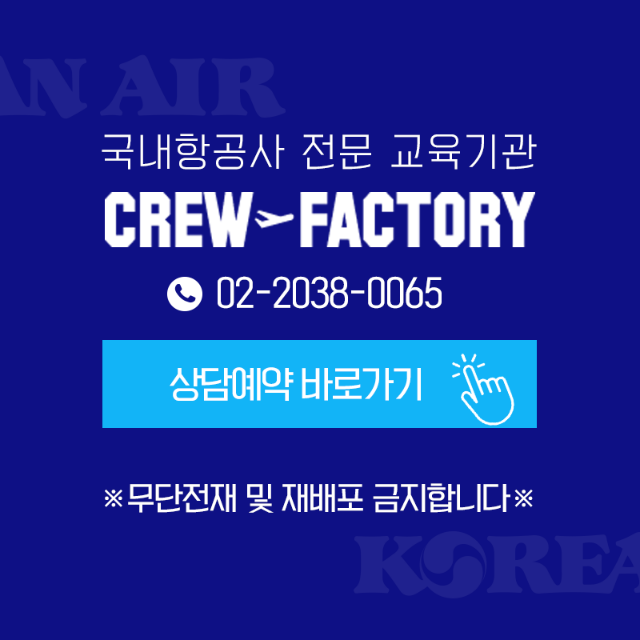 AN AIR
국내항공사 전문 교육기관
CREW FACTORY
02-2038-0065
상담예약 바로가기
※무단전재 및 재배포 금지합니다※
KOREA